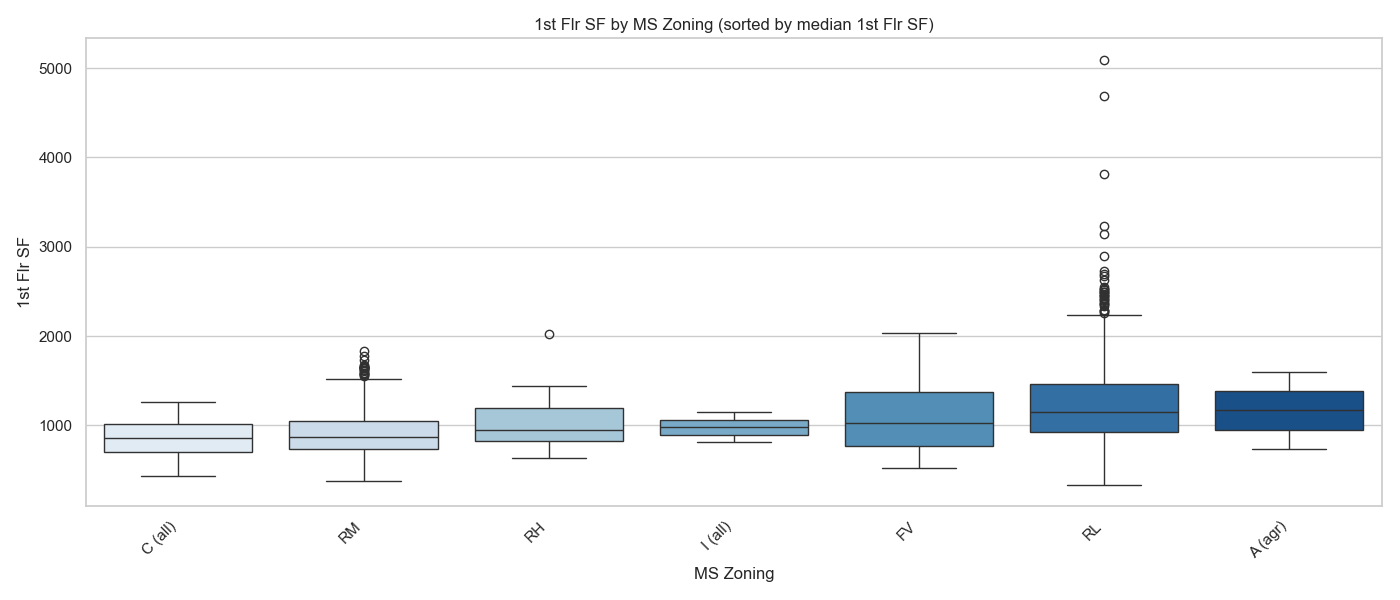 1st Flr SF by MS Zoning (sorted by median 1st Flr SF)
5000
4000
3000
2000
1000
1st Flr SF
C (all)
RM
RH
I (all)
FV
RL
A (agr)
MS Zoning